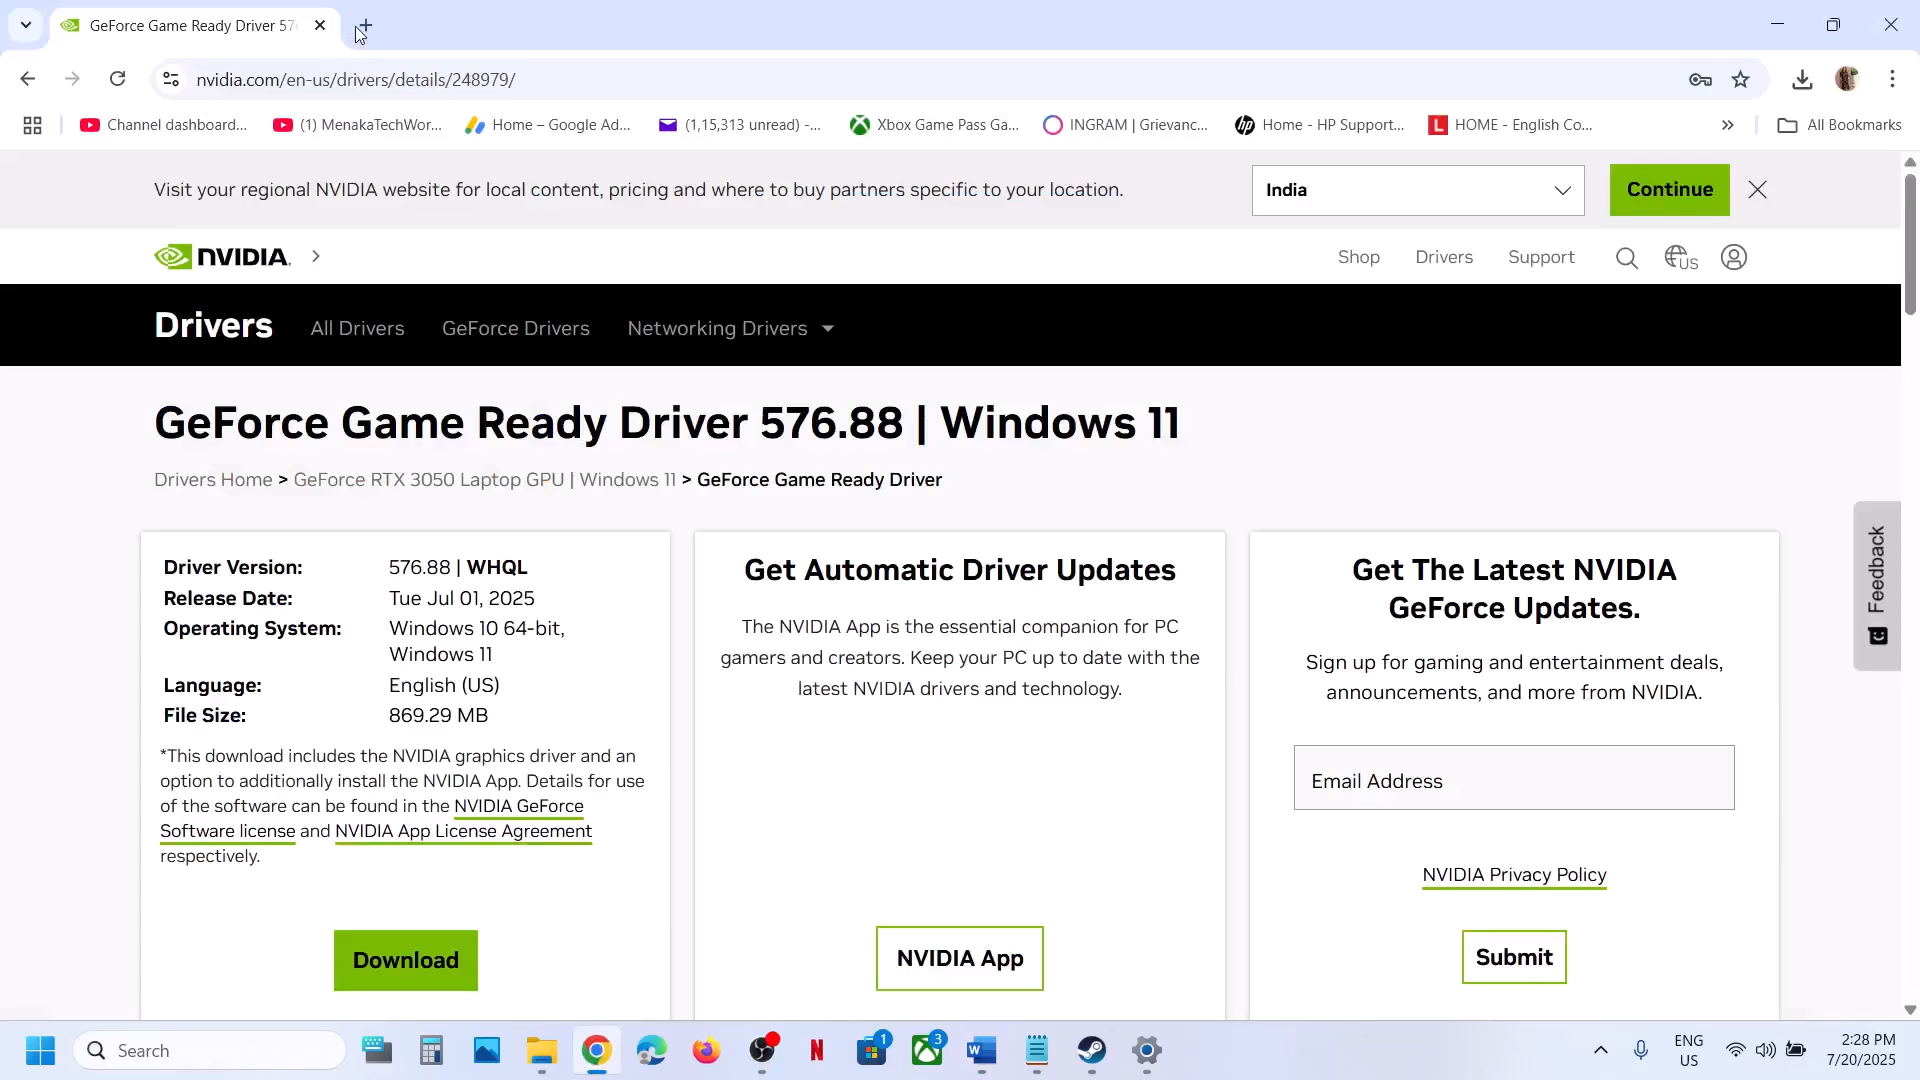 GeForce Game Ready Driver 57
nvidia.com/en-us/drivers/details/248979/
Channel dashboard...
(1) MenakaTechWor...
Home – Google Ad...
(1,15,313 unread) -...
Xbox Game Pass Ga...
INGRAM | Grievanc...
Home - HP Support...
HOME - English Co...
All Bookmarks
Visit your regional NVIDIA website for local content, pricing and where to buy partners specific to your location.
India
Continue
NVIDIA.
Shop
Drivers
Support
US
Drivers
All Drivers
GeForce Drivers
Networking Drivers
GeForce Game Ready Driver 576.88 | Windows 11
Drivers Home > GeForce RTX 3050 Laptop GPU | Windows 11 > GeForce Game Ready Driver
Driver Version: 576.88 | WHQL
Release Date: Tue Jul 01, 2025
Operating System: Windows 10 64-bit,
Windows 11
Language: English (US)
File Size: 869.29 MB
*This download includes the NVIDIA graphics driver and an
option to additionally install the NVIDIA App. Details for use
of the software can be found in the NVIDIA GeForce
Software license and NVIDIA App License Agreement
respectively.
Download
Get Automatic Driver Updates
The NVIDIA App is the essential companion for PC
gamers and creators. Keep your PC up to date with the
latest NVIDIA drivers and technology.
NVIDIA App
Get The Latest NVIDIA
GeForce Updates.
Sign up for gaming and entertainment deals,
announcements, and more from NVIDIA.
Email Address
NVIDIA Privacy Policy
Submit
Feedback
Search
1
3
ENG
US
2:28 PM
7/20/2025